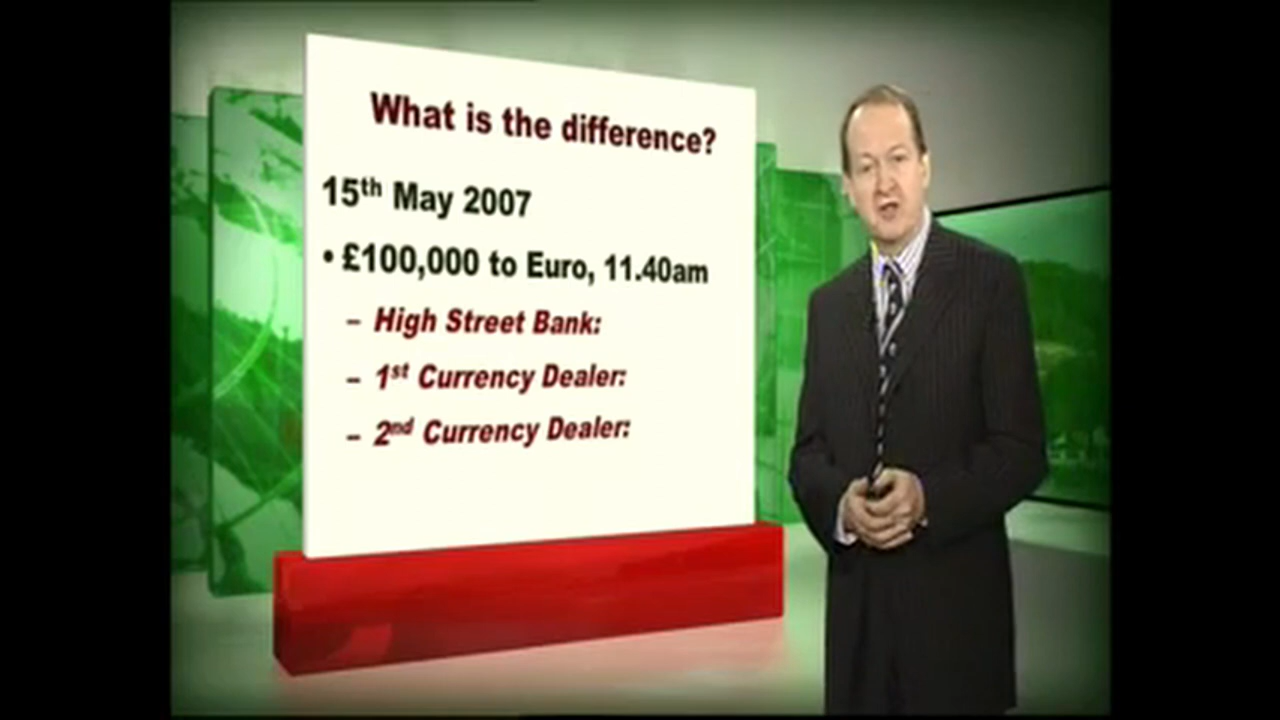 What is the difference?
15th May 2007
• £100,000 to Euro, 11.40am
– High Street Bank:
– 1st Currency Dealer:
– 2nd Currency Dealer: